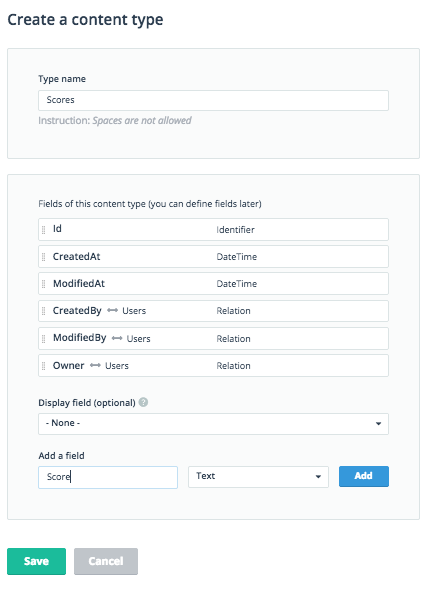 Create a content type
Type name
Scores
Instruction: Spaces are not allowed
Fields of this content type (you can define fields later)
Id Identifier
CreatedAt DateTime
ModifiedAt DateTime
CreatedBy ↔ Users Relation
ModifiedBy ↔ Users Relation
Owner ↔ Users Relation
Display field (optional) ?
- None -
Add a field
Score Text Add
Save Cancel